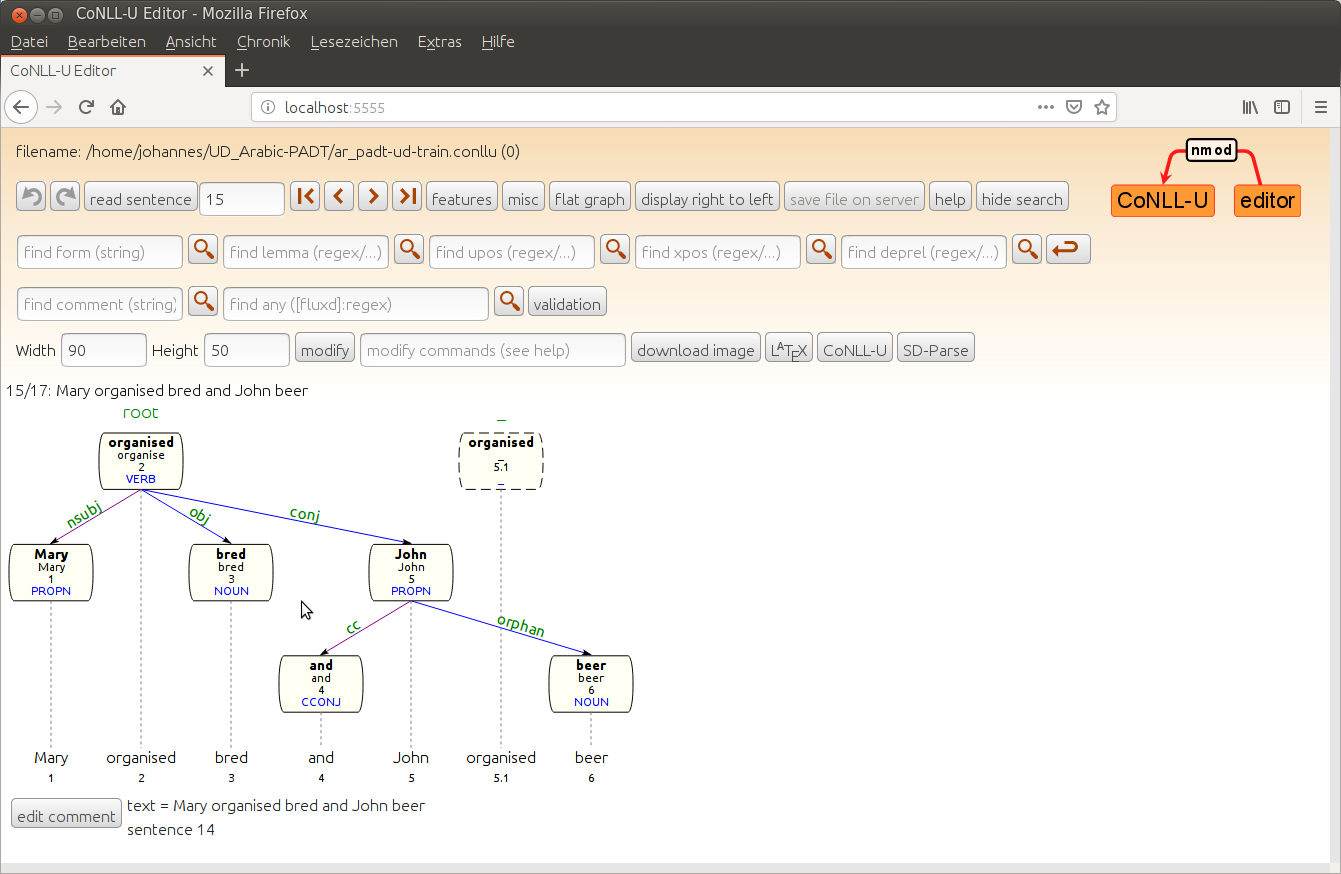 CoNLL-U Editor - Mozilla Firefox
Datei Bearbeiten Ansicht Chronik Lesezeichen Extras Hilfe
CoNLL-U Editor
localhost:5555
filename: /home/johannes/UD_Arabic-PADT/ar_padt-ud-train.conllu (0)
nmod
CoNLL-U editor
read sentence 15 features misc flat graph display right to left save file on server help hide search
find form (string) find lemma (regex/...) find upos (regex/...) find xpos (regex/...) find deprel (regex/...)
find comment (string) find any ([fluxd]:regex) validation
Width 90 Height 50 modify modify commands (see help) download image LATEX CoNLL-U SD-Parse
15/17: Mary organised bred and John beer
root _
organised organised
organise _
2 5.1
VERB _
nsubj obj conj
Mary bred John
Mary bred John
1 3 5
PROPN NOUN PROPN
cc orphan
and beer
and beer
4 6
CCONJ NOUN
Mary organised bred and John organised beer
1 2 3 4 5 5.1 6
edit comment text = Mary organised bred and John beer
sentence 14